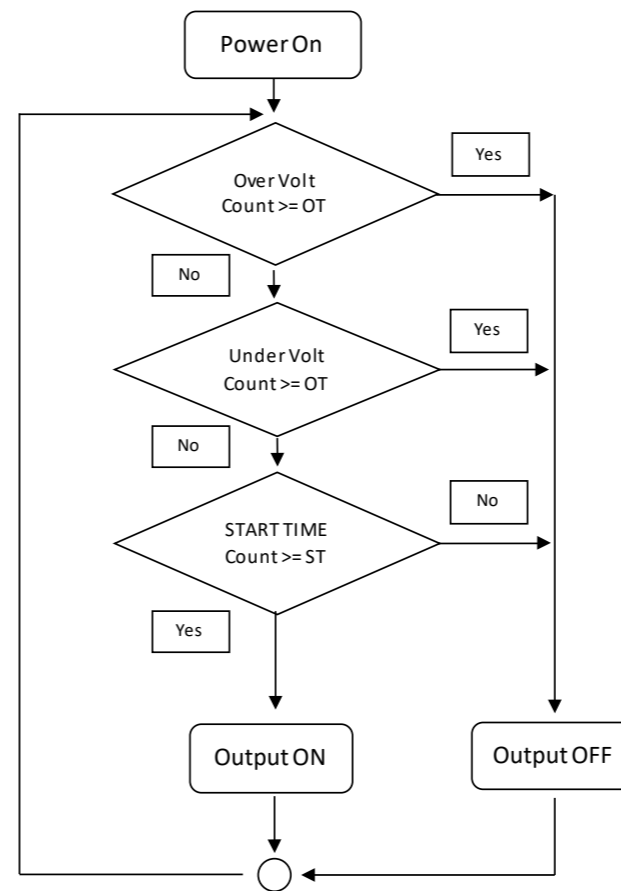 Power On
Over Volt
Count >= OT
Yes
No
Under Volt
Count >= OT
Yes
No
START TIME
Count >= ST
No
Yes
Output ON
Output OFF